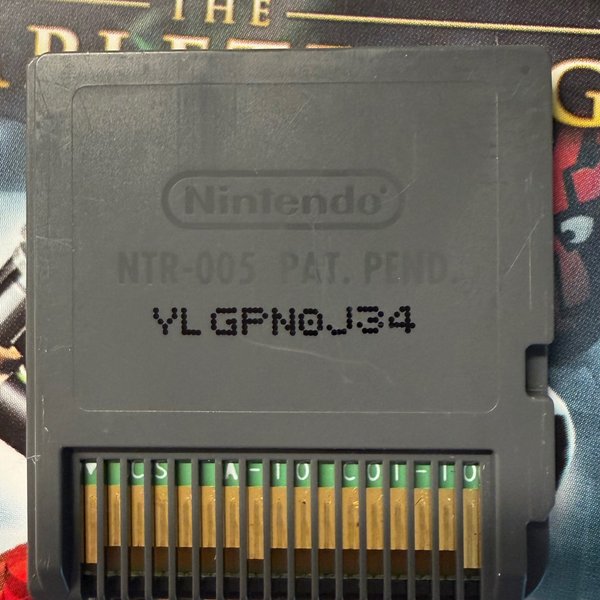 THE
Nintendo®
NTR-005 PAT. PEND.
YLGPN0J34